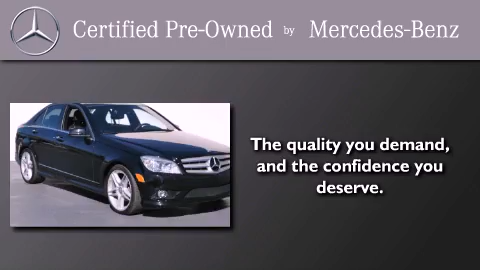 Certified Pre-Owned by Mercedes-Benz
The quality you demand,
and the confidence you
deserve.